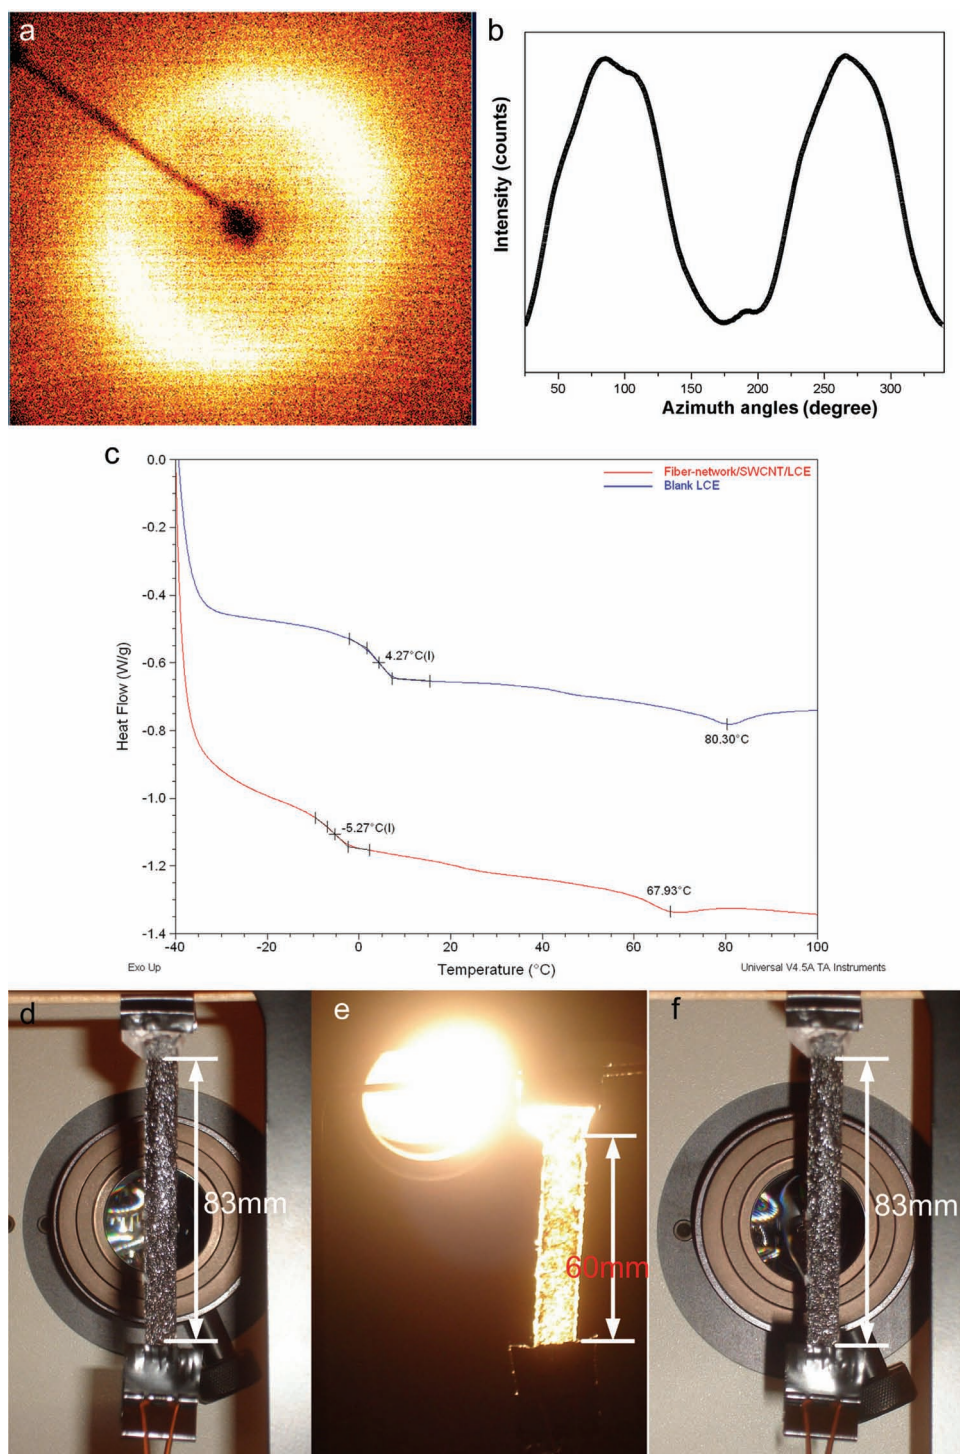 a
b
Intensity (counts)
50
100
150
200
250
300
Azimuth angles (degree)
c
0.0
-0.2
-0.4
-0.6
-0.8
-1.0
-1.2
-1.4
Heat Flow (W/g)
Fiber-network/SWCNT/LCE
Blank LCE
4.27°C(I)
80.30°C
-5.27°C(I)
67.93°C
-40
-20
0
20
40
60
80
100
Exo Up
Temperature (°C)
Universal V4.5A TA Instruments
d
83mm
e
60mm
f
83mm